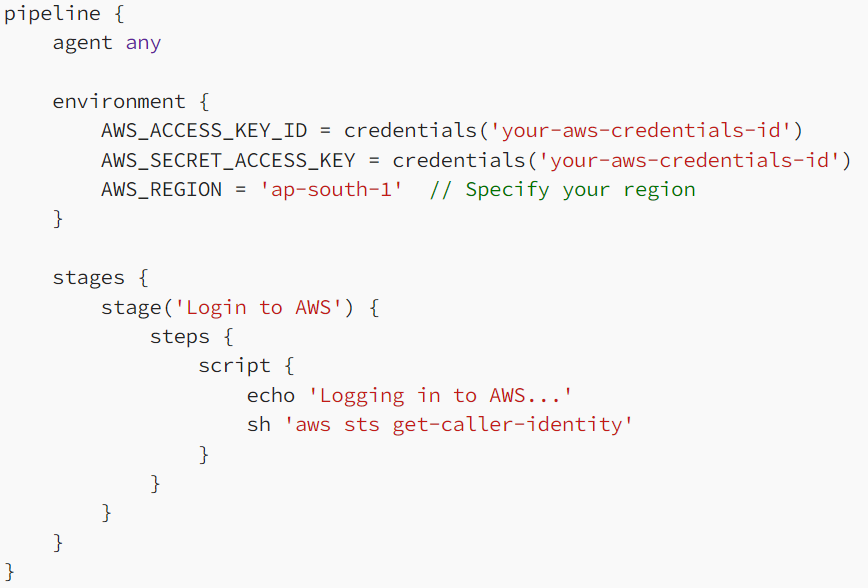 pipeline {
    agent any

    environment {
        AWS_ACCESS_KEY_ID = credentials('your-aws-credentials-id')
        AWS_SECRET_ACCESS_KEY = credentials('your-aws-credentials-id')
        AWS_REGION = 'ap-south-1'  // Specify your region
    }

    stages {
        stage('Login to AWS') {
            steps {
                script {
                    echo 'Logging in to AWS...'
                    sh 'aws sts get-caller-identity'
                }
            }
        }
    }
}